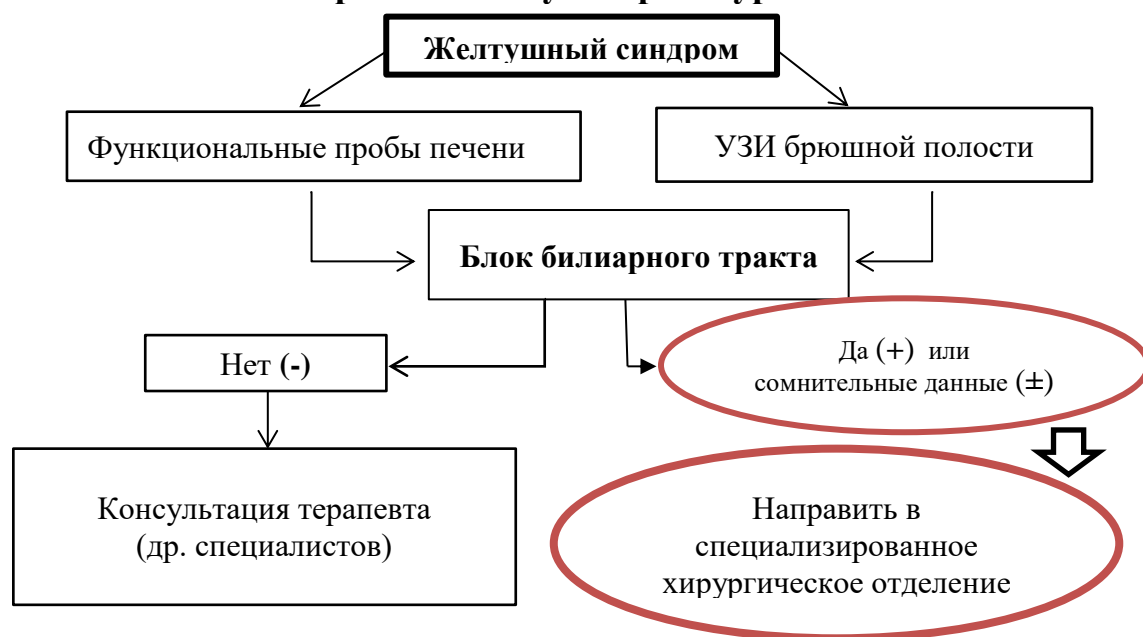 Желтушный синдром
Функциональные пробы печени
УЗИ брюшной полости
Блок билиарного тракта
Нет (-)
Да (+) или
сомнительные данные (±)
Консультация терапевта
(др. специалистов)
Направить в
специализированное
хирургическое отделение